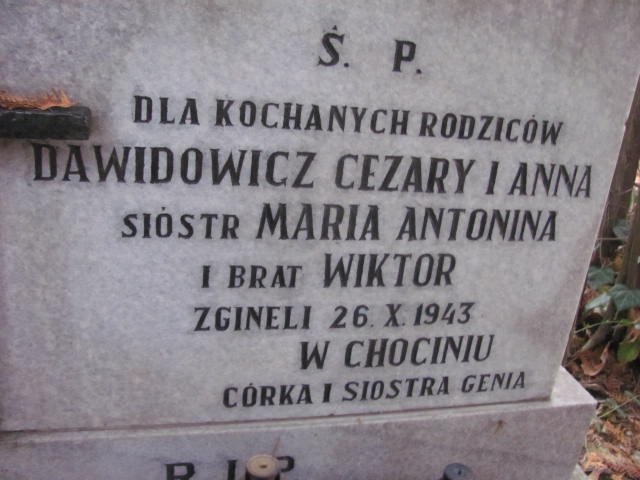 Ś. P.
DLA KOCHANYCH RODZICÓW
DAWIDOWICZ CEZARY I ANNA
SIÓSTR MARIA ANTONINA
I BRAT WIKTOR
ZGINELI 26. X. 1943
W CHOCINIU
CÓRKA I SIOSTRA GENIA
R.I.P.